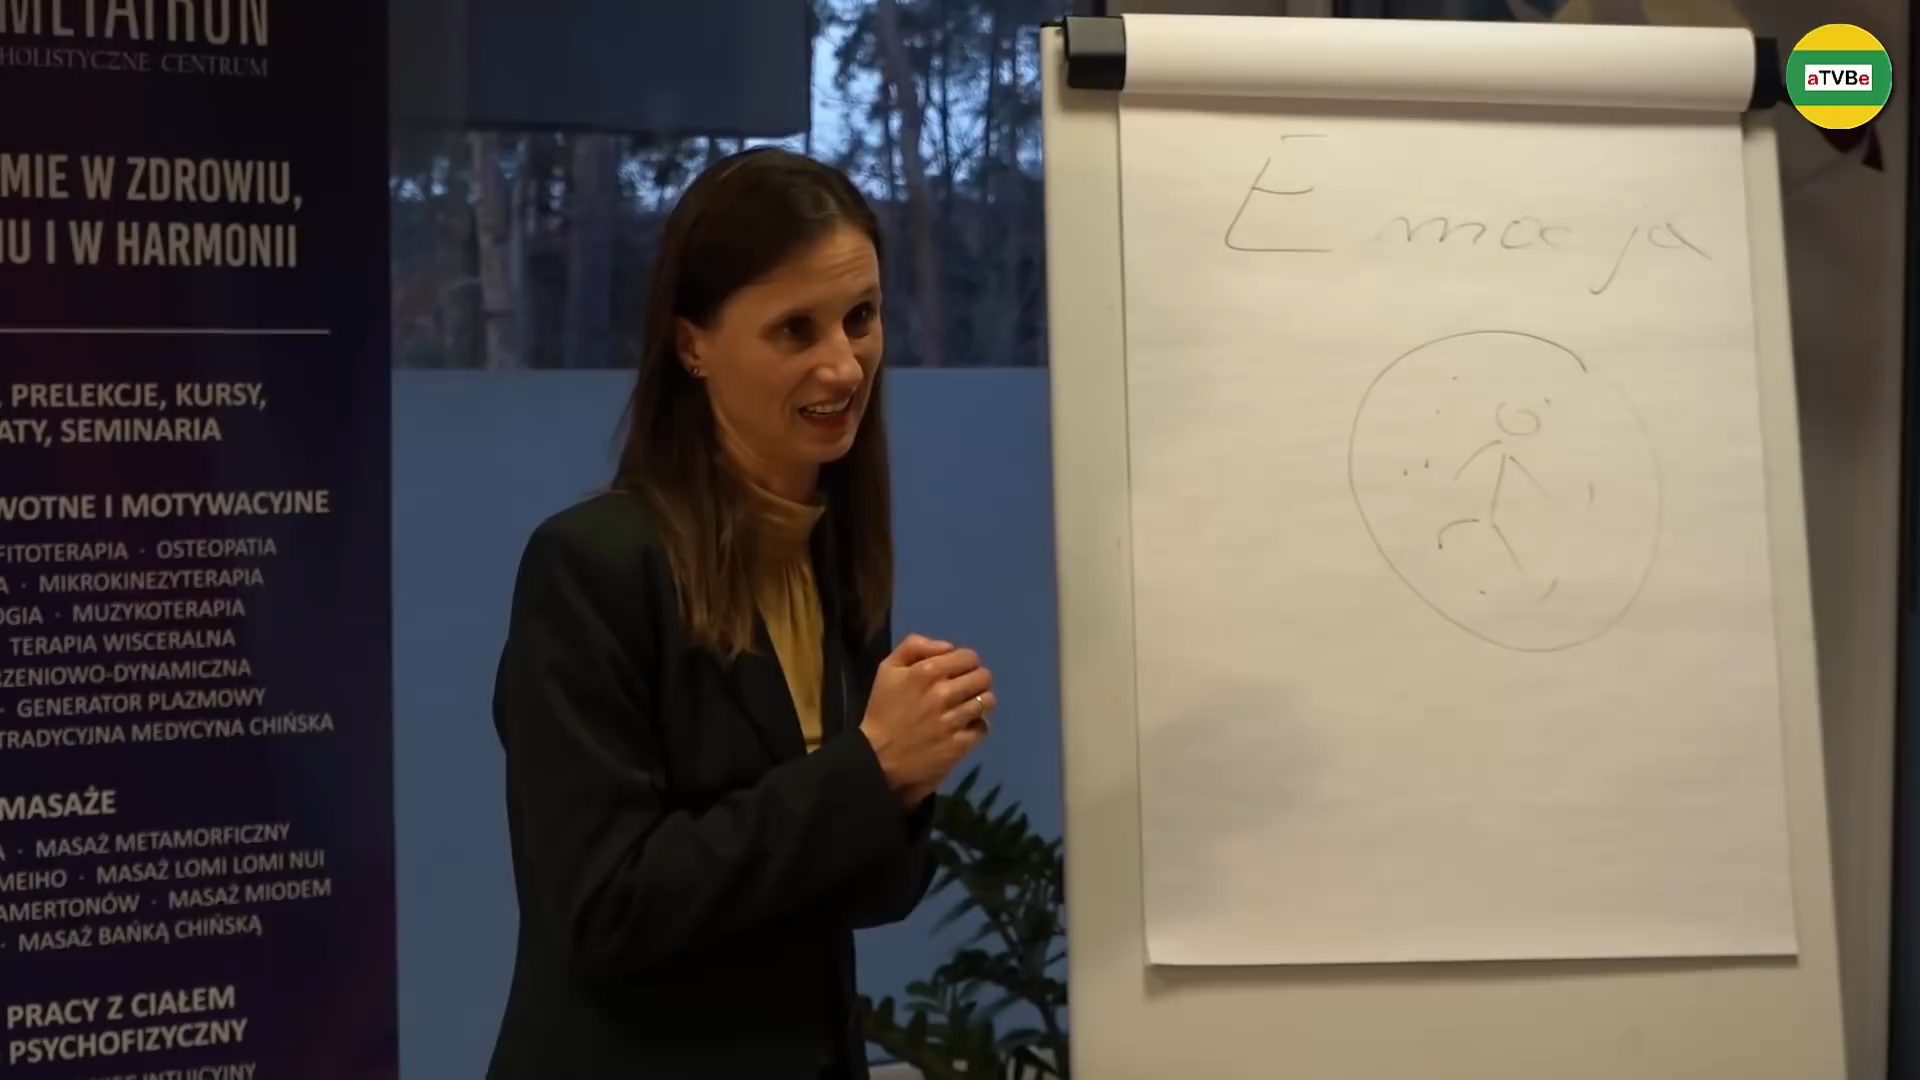 METATRON
HOLISTYCZNE CENTRUM
MIE W ZDROWIU,
IU I W HARMONII
, PRELEKCJE, KURSY,
ATY, SEMINARIA
WOTNE I MOTYWACYJNE
FITOTERAPIA · OSTEOPATIA
A · MIKROKINEZYTERAPIA
OGIA · MUZYKOTERAPIA
TERAPIA WISCERALNA
RZENIOWO-DYNAMICZNA
- GENERATOR PLAZMOWY
TRADYCYJNA MEDYCYNA CHIŃSKA
MASAŻE
A · MASAŻ METAMORFICZNY
MEIHO · MASAŻ LOMI LOMI NUI
AMERTONÓW · MASAŻ MIODEM
· MASAŻ BAŃKĄ CHIŃSKĄ
PRACY Z CIAŁEM
PSYCHOFIZYCZNY
INTUICYJNY
Emocja
aTVBe